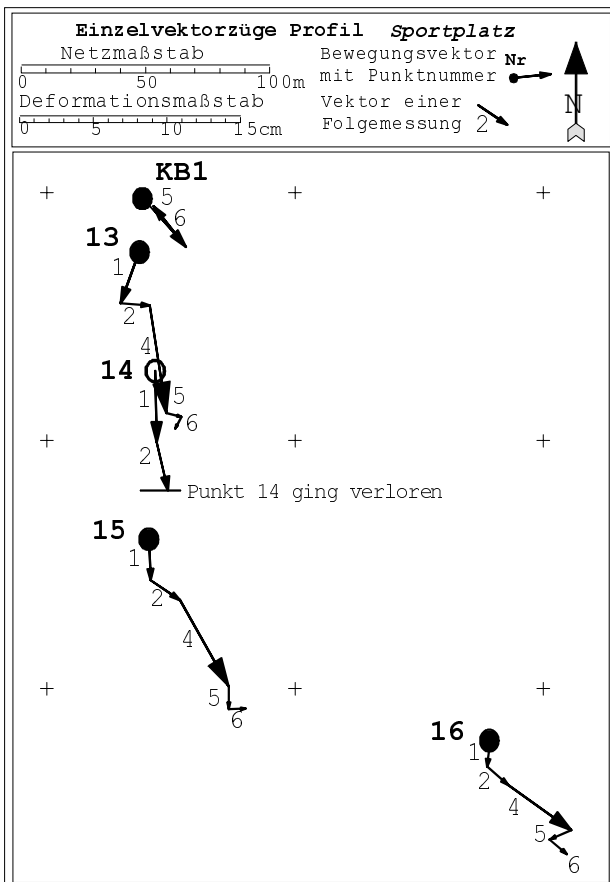 Einzelvektorzüge Profil Sportplatz
Netzmaßstab
0 50 100m
Deformationsmaßstab
0 5 10 15cm
Bewegungsvektor
mit Punktnummer Nr
Vektor einer
Folgemessung 2
N
KB1
5
6
13
1
2
4
14
1
5
6
2
Punkt 14 ging verloren
15
1
2
4
5
6
16
1
2
4
5
6